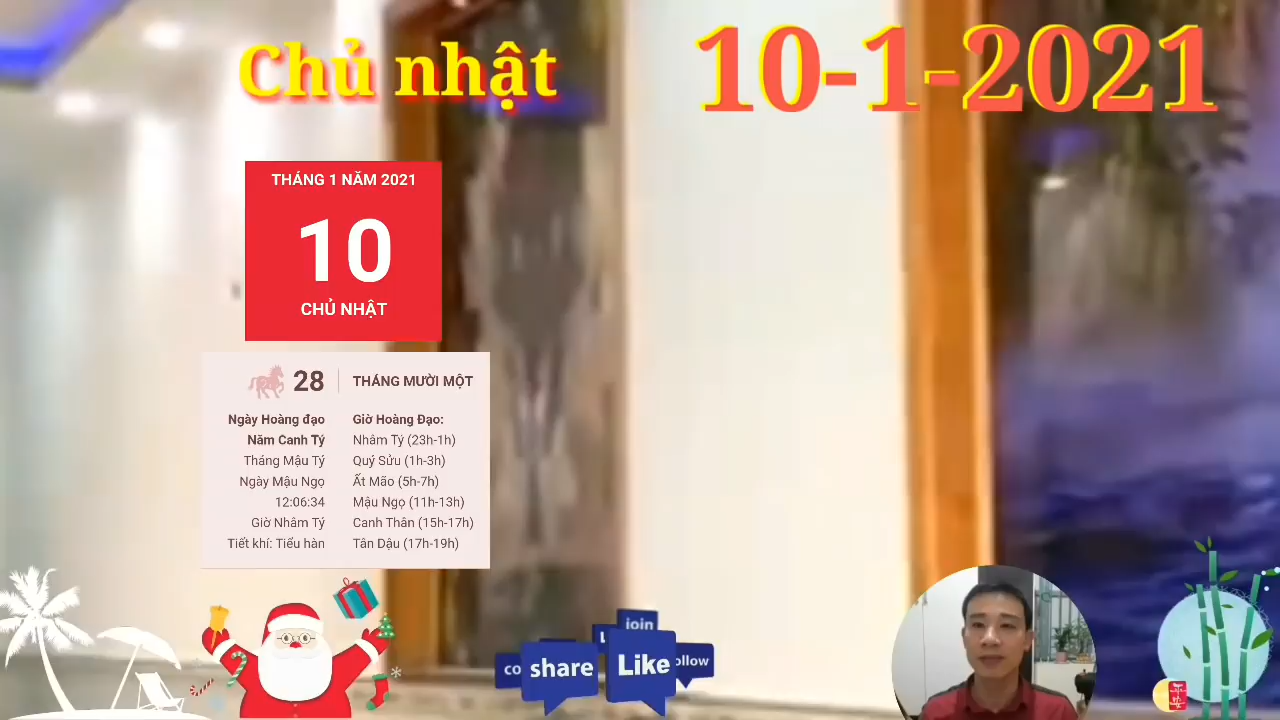 Chủ nhật
10-1-2021
THÁNG 1 NĂM 2021
10
CHỦ NHẬT
28
THÁNG MƯỜI MỘT
Ngày Hoàng đạo
Năm Canh Tý
Tháng Mậu Tý
Ngày Mậu Ngọ
12:06:34
Giờ Nhâm Tý
Tiết khí: Tiểu hàn
Giờ Hoàng Đạo:
Nhâm Tý (23h-1h)
Quý Sửu (1h-3h)
Ất Mão (5h-7h)
Mậu Ngọ (11h-13h)
Canh Thân (15h-17h)
Tân Dậu (17h-19h)
join
co
share
L
Like
ollow